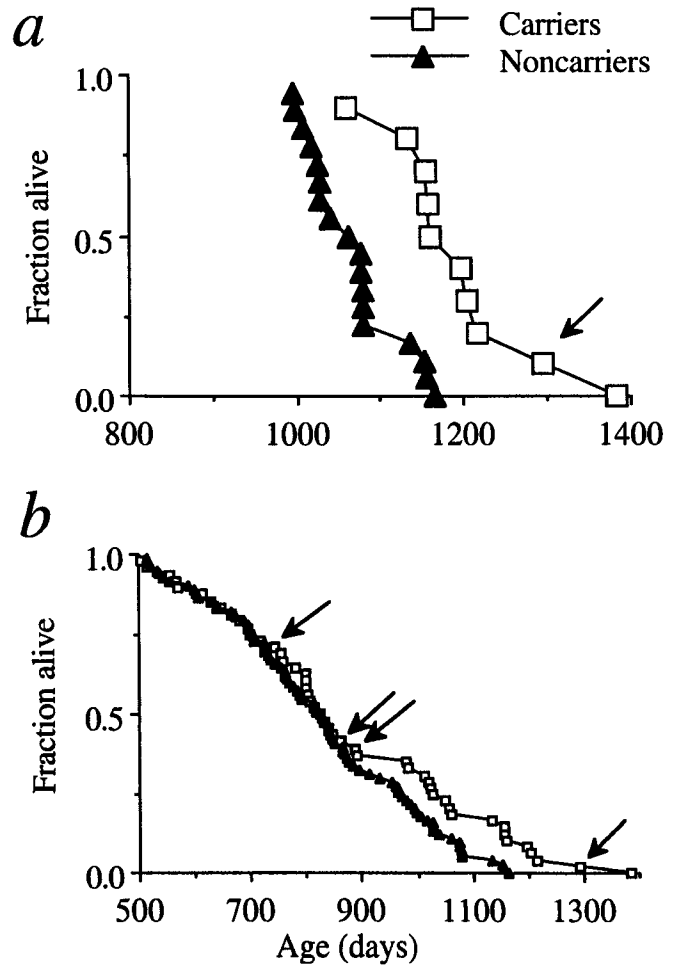 a
Carriers
Noncarriers
1.0
0.5
0.0
Fraction alive
800 1000 1200 1400
b
1.0
0.5
0.0
Fraction alive
500 700 900 1100 1300
Age (days)